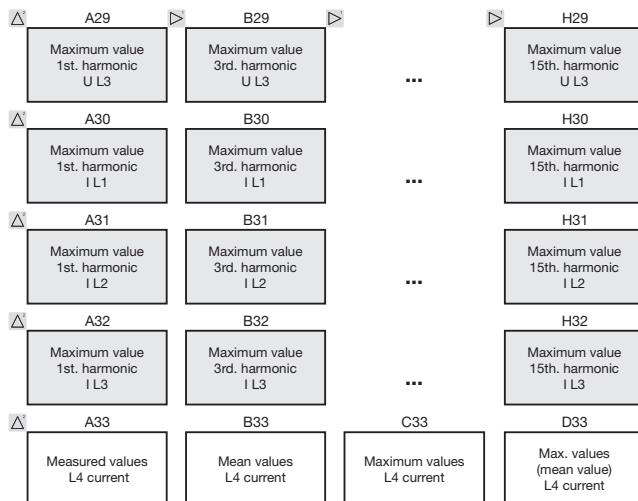 A29 B29 H29
Maximum value Maximum value Maximum value
1st. harmonic 3rd. harmonic ... 15th. harmonic
U L3 U L3 U L3
A30 B30 H30
Maximum value Maximum value Maximum value
1st. harmonic 3rd. harmonic ... 15th. harmonic
I L1 I L1 I L1
A31 B31 H31
Maximum value Maximum value Maximum value
1st. harmonic 3rd. harmonic ... 15th. harmonic
I L2 I L2 I L2
A32 B32 H32
Maximum value Maximum value Maximum value
1st. harmonic 3rd. harmonic ... 15th. harmonic
I L3 I L3 I L3
A33 B33 C33 D33
Measured values Mean values Maximum values Max. values
L4 current L4 current L4 current (mean value)
L4 current